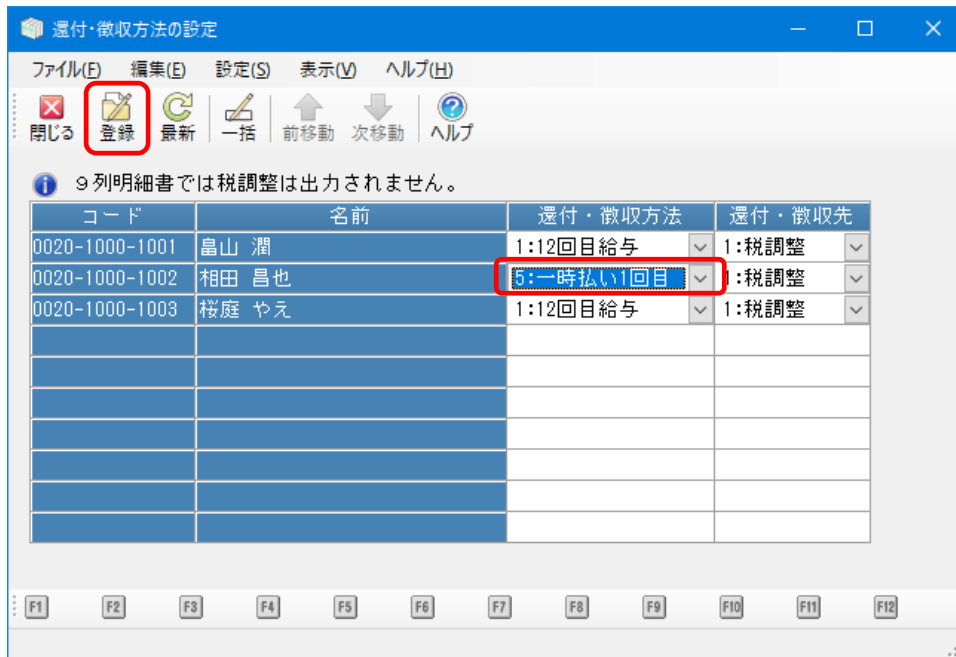 還付・徴収方法の設定
ファイル(F) 編集(E) 設定(S) 表示(V) ヘルプ(H)
閉じる 登録 最新 一括 前移動 次移動 ヘルプ
９列明細書では税調整は出力されません。
コード 名前 還付・徴収方法 還付・徴収先
0020-1000-1001 畠山 潤 1:12回目給与 1:税調整
0020-1000-1002 相田 昌也 5:一時払い1回目 1:税調整
0020-1000-1003 桜庭 やえ 1:12回目給与 1:税調整
F1 F2 F3 F4 F5 F6 F7 F8 F9 F10 F11 F12